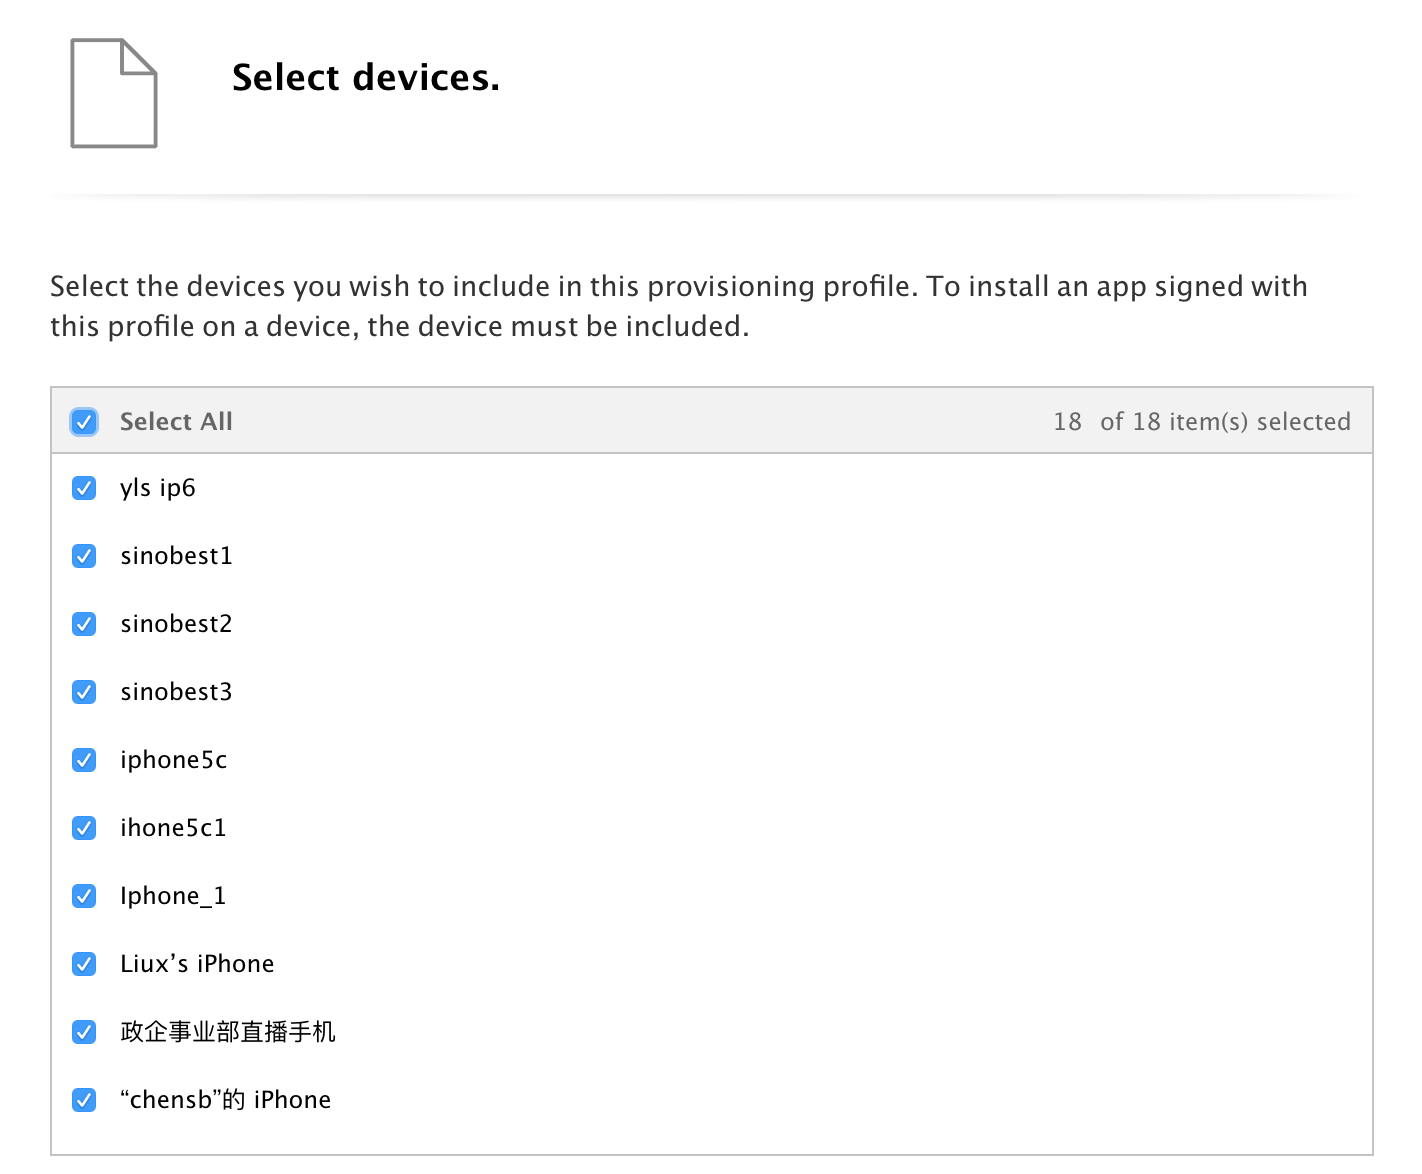 Select devices.
Select the devices you wish to include in this provisioning profile. To install an app signed with
this profile on a device, the device must be included.
Select All 18 of 18 item(s) selected
yls ip6
sinobest1
sinobest2
sinobest3
iphone5c
ihone5c1
Iphone_1
Liux’s iPhone
政企事业部直播手机
“chensb”的 iPhone